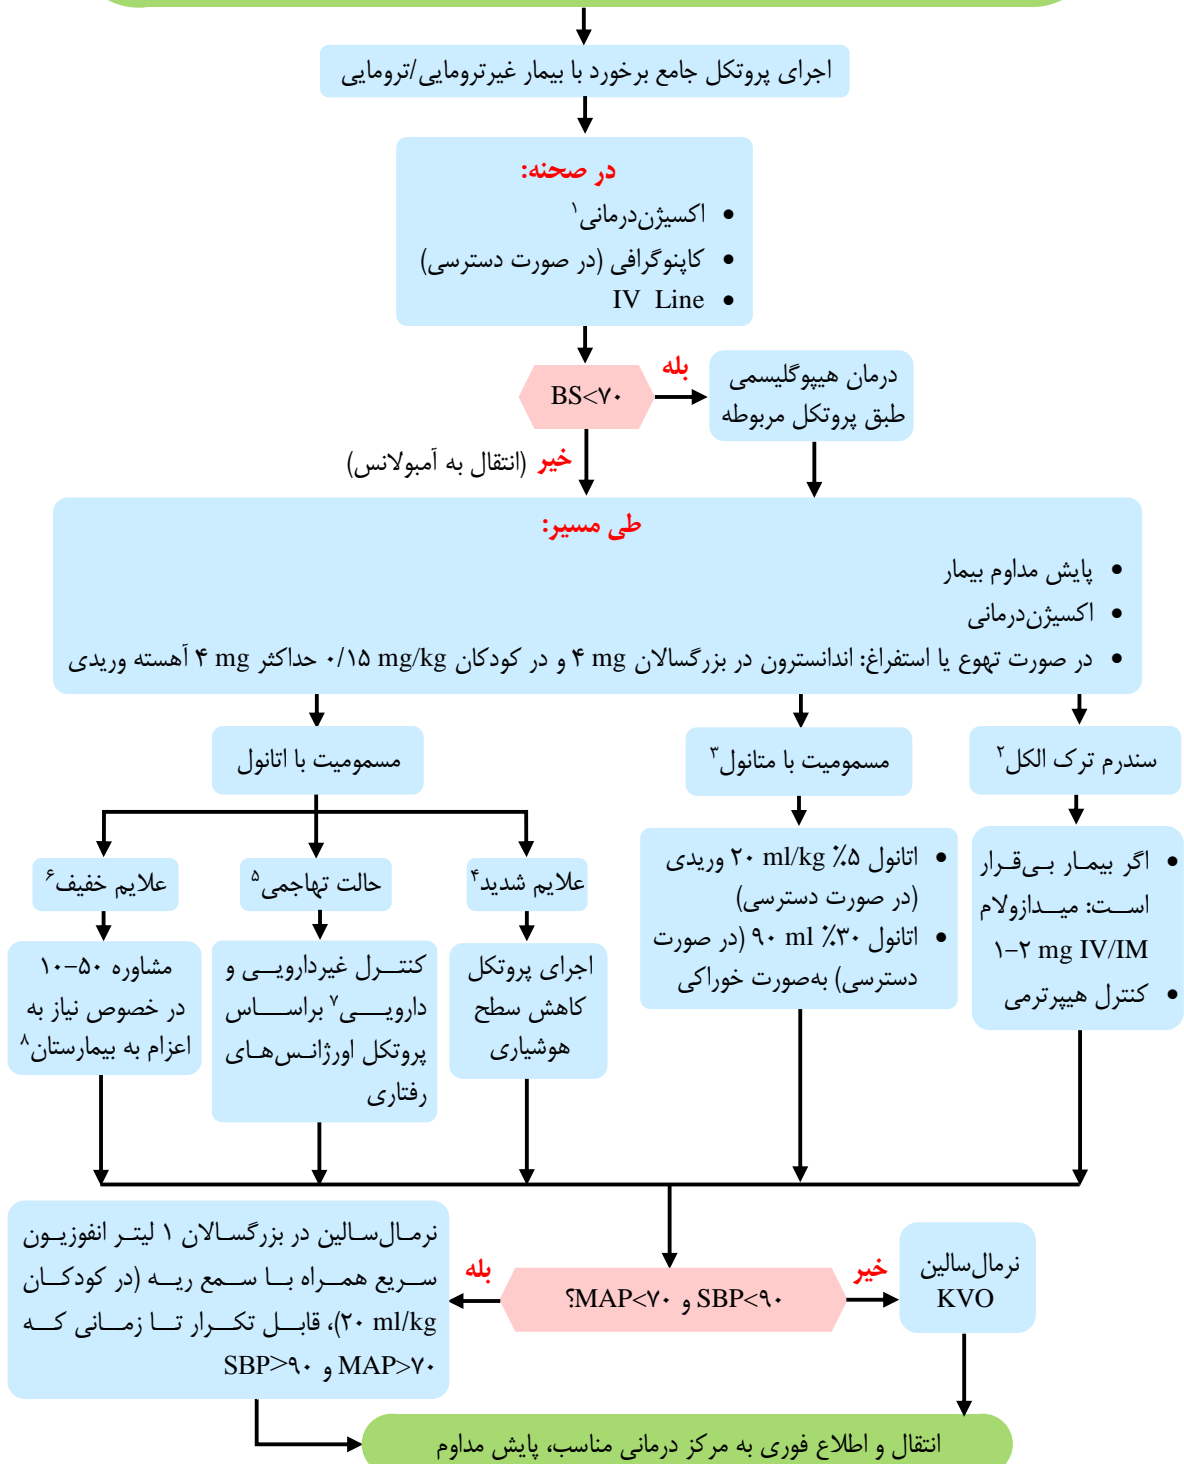 اجرای پروتکل جامع برخورد با بیمار غیرترومایی/ترومایی
در صحنه:
• اکسیژن‌درمانی۱
• کاپنوگرافی (در صورت دسترسی)
• IV Line
BS<۷۰
بله
درمان هیپوگلیسمی
طبق پروتکل مربوطه
خیر (انتقال به آمبولانس)
طی مسیر:
• پایش مداوم بیمار
• اکسیژن‌درمانی
• در صورت تهوع یا استفراغ: اندانسترون در بزرگسالان ۴ mg و در کودکان ۰/۱۵ mg/kg حداکثر ۴ mg آهسته وریدی
سندرم ترک الکل۲
• اگر بیمار بی‌قرار
است: میدازولام
۱-۲ mg IV/IM
• کنترل هیپرترمی
مسمومیت با متانول۳
• اتانول ۵٪ ۲۰ ml/kg وریدی
(در صورت دسترسی)
• اتانول ۳۰٪ ۹۰ ml (در صورت
دسترسی) به‌صورت خوراکی
مسمومیت با اتانول
علایم شدید۴
اجرای پروتکل
کاهش سطح
هوشیاری
حالت تهاجمی۵
کنترل غیردارویی و
دارویی۷ براساس
پروتکل اورژانس‌های
رفتاری
علایم خفیف۶
مشاوره ۵۰-۱۰
در خصوص نیاز به
اعزام به بیمارستان۸
SBP<۹۰ و MAP<۷۰؟
خیر
نرمال‌سالین
KVO
بله
نرمال‌سالین در بزرگسالان ۱ لیتر انفوزیون
سریع همراه با سمع ریه (در کودکان
۲۰ ml/kg)، قابل تکرار تا زمانی که
MAP>۷۰ و SBP>۹۰
انتقال و اطلاع فوری به مرکز درمانی مناسب، پایش مداوم